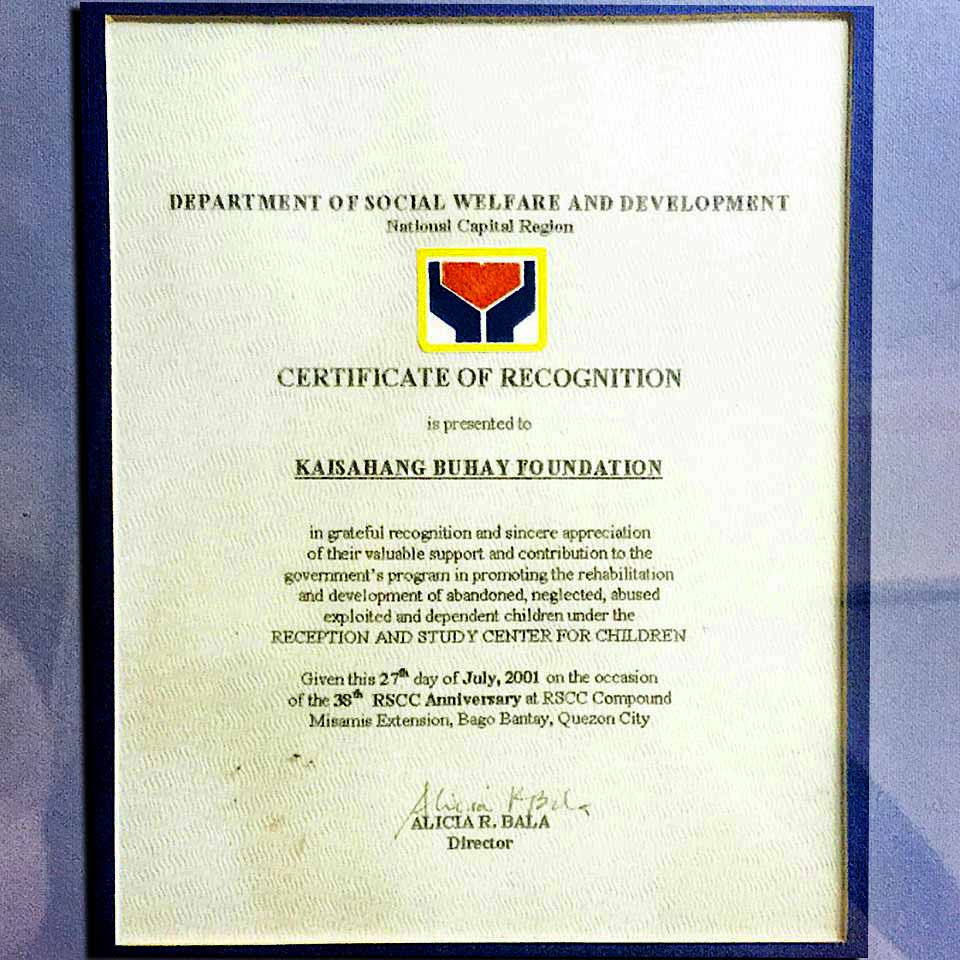 DEPARTMENT OF SOCIAL WELFARE AND DEVELOPMENT
National Capital Region
CERTIFICATE OF RECOGNITION
is presented to
KAISAHANG BUHAY FOUNDATION
in grateful recognition and sincere appreciation
of their valuable support and contribution to the
government's program in promoting the rehabilitation
and development of abandoned, neglected, abused
exploited and dependent children under the
RECEPTION AND STUDY CENTER FOR CHILDREN
Given this 27th day of July, 2001 on the occasion
of the 38th RSCC Anniversary at RSCC Compound
Misamis Extension, Bago Bantay, Quezon City
ALICIA R. BALA
Director